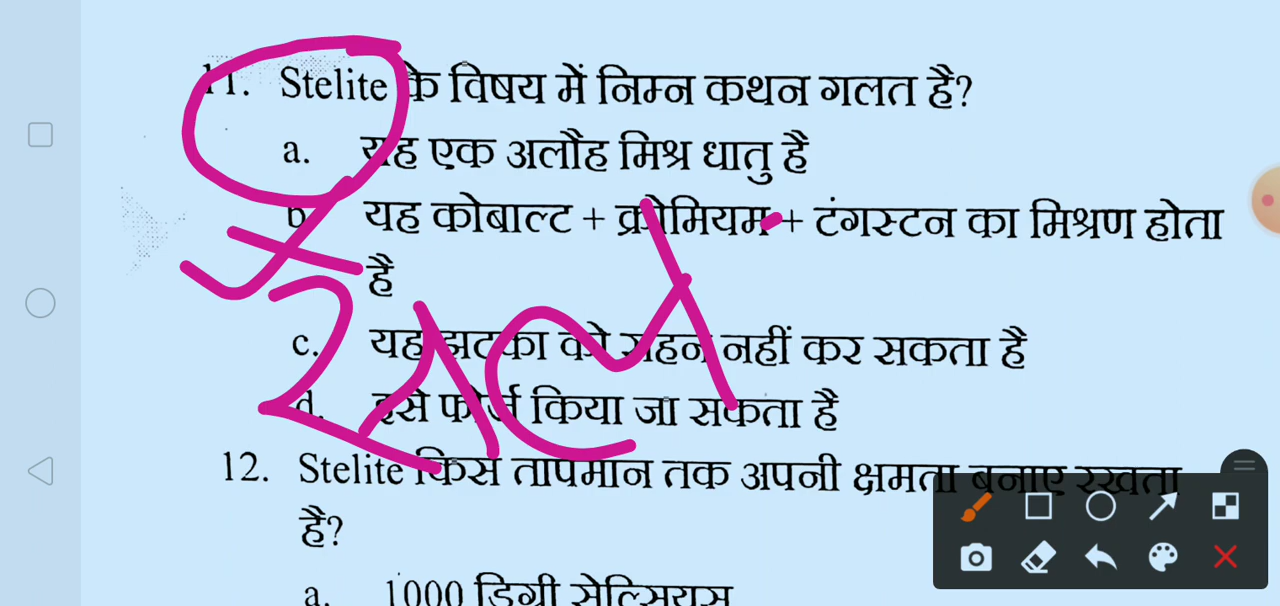 11. Stelite के विषय में निम्न कथन गलत है?
a. यह एक अलौह मिश्र धातु है
b. यह कोबाल्ट + क्रोमियम + टंगस्टन का मिश्रण होता
है
c. यह झटका को सहन नहीं कर सकता है
d. इसे फोर्ज किया जा सकता है
12. Stelite किस तापमान तक अपनी क्षमता बनाए रखता
है?
a. 1000 डिग्री सेल्सियस